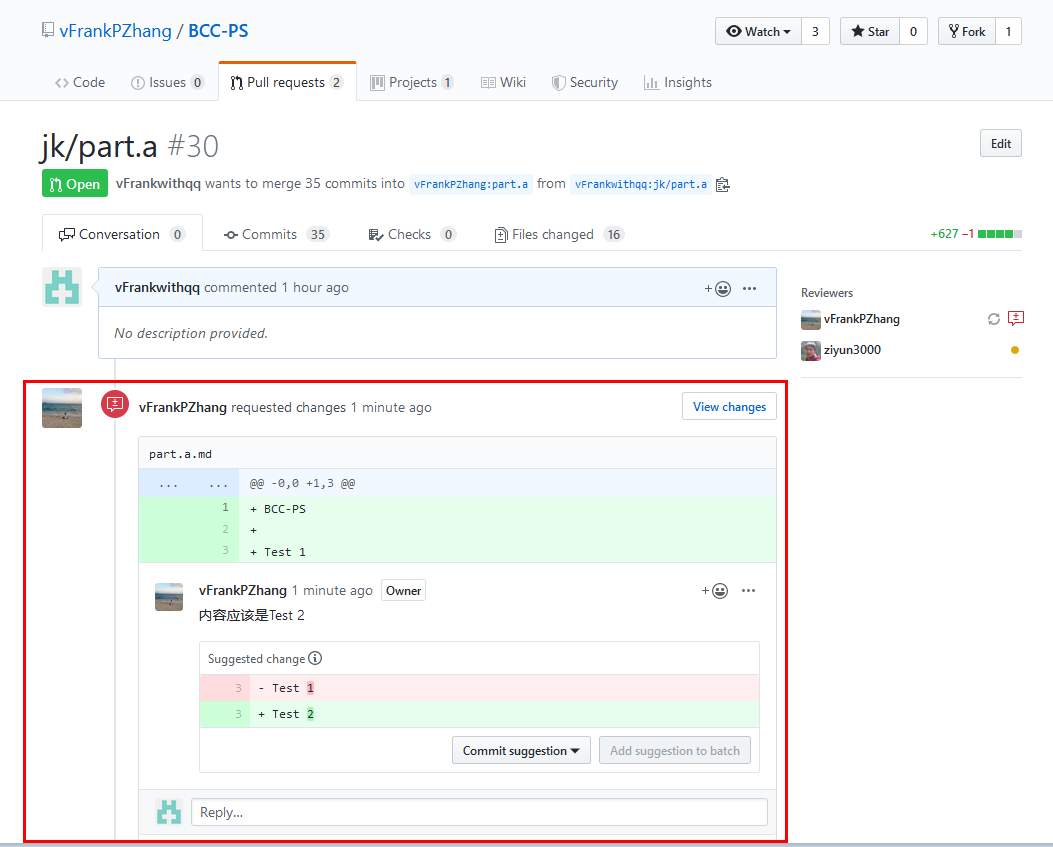 vFrankPZhang / BCC-PS
Watch 3 Star 0 Fork 1
Code Issues 0 Pull requests 2 Projects 1 Wiki Security Insights
jk/part.a #30
Edit
Open vFrankwithqq wants to merge 35 commits into vFrankPZhang:part.a from vFrankwithqq:jk/part.a
Conversation 0 Commits 35 Checks 0 Files changed 16
+627 −1
vFrankwithqq commented 1 hour ago
No description provided.
Reviewers
vFrankPZhang
ziyun3000
vFrankPZhang requested changes 1 minute ago
View changes
part.a.md
... ... @@ -0,0 +1,3 @@
1 + BCC-PS
2 +
3 + Test 1
vFrankPZhang 1 minute ago Owner
内容应该是Test 2
Suggested change
3 - Test 1
3 + Test 2
Commit suggestion Add suggestion to batch
Reply...